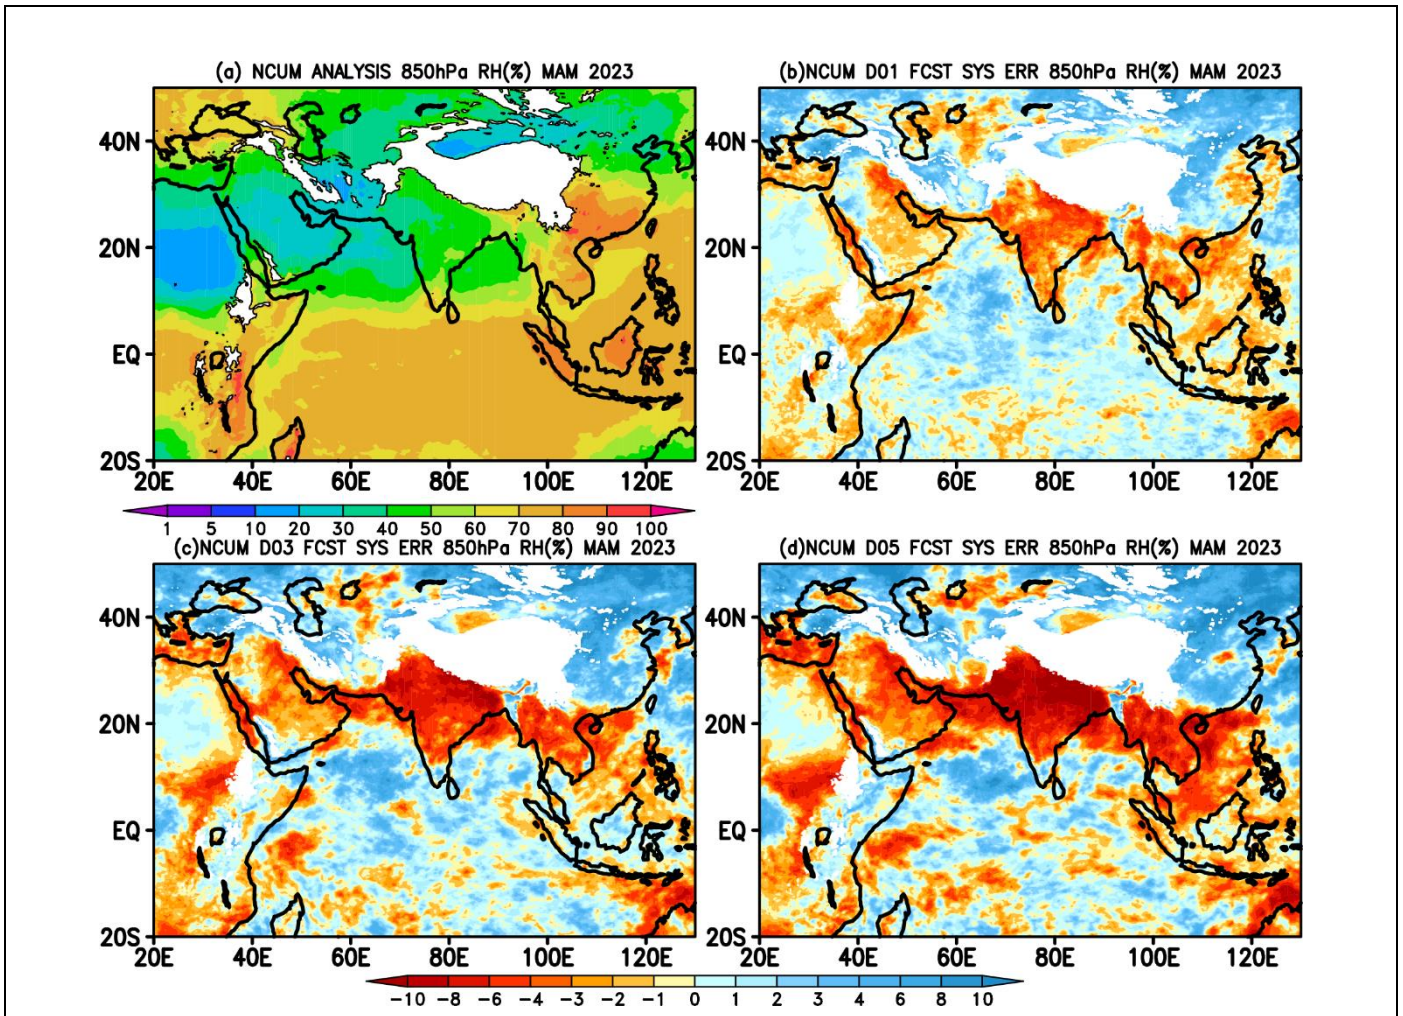 (a) NCUM ANALYSIS 850hPa RH(%) MAM 2023
(b)NCUM D01 FCST SYS ERR 850hPa RH(%) MAM 2023
40N
20N
EQ
20S
20E 40E 60E 80E 100E 120E
40N
20N
EQ
20S
20E 40E 60E 80E 100E 120E
1 5 10 20 30 40 50 60 70 80 90 100
(c)NCUM D03 FCST SYS ERR 850hPa RH(%) MAM 2023
(d)NCUM D05 FCST SYS ERR 850hPa RH(%) MAM 2023
40N
20N
EQ
20S
20E 40E 60E 80E 100E 120E
40N
20N
EQ
20S
20E 40E 60E 80E 100E 120E
-10 -8 -6 -4 -3 -2 -1 0 1 2 3 4 6 8 10